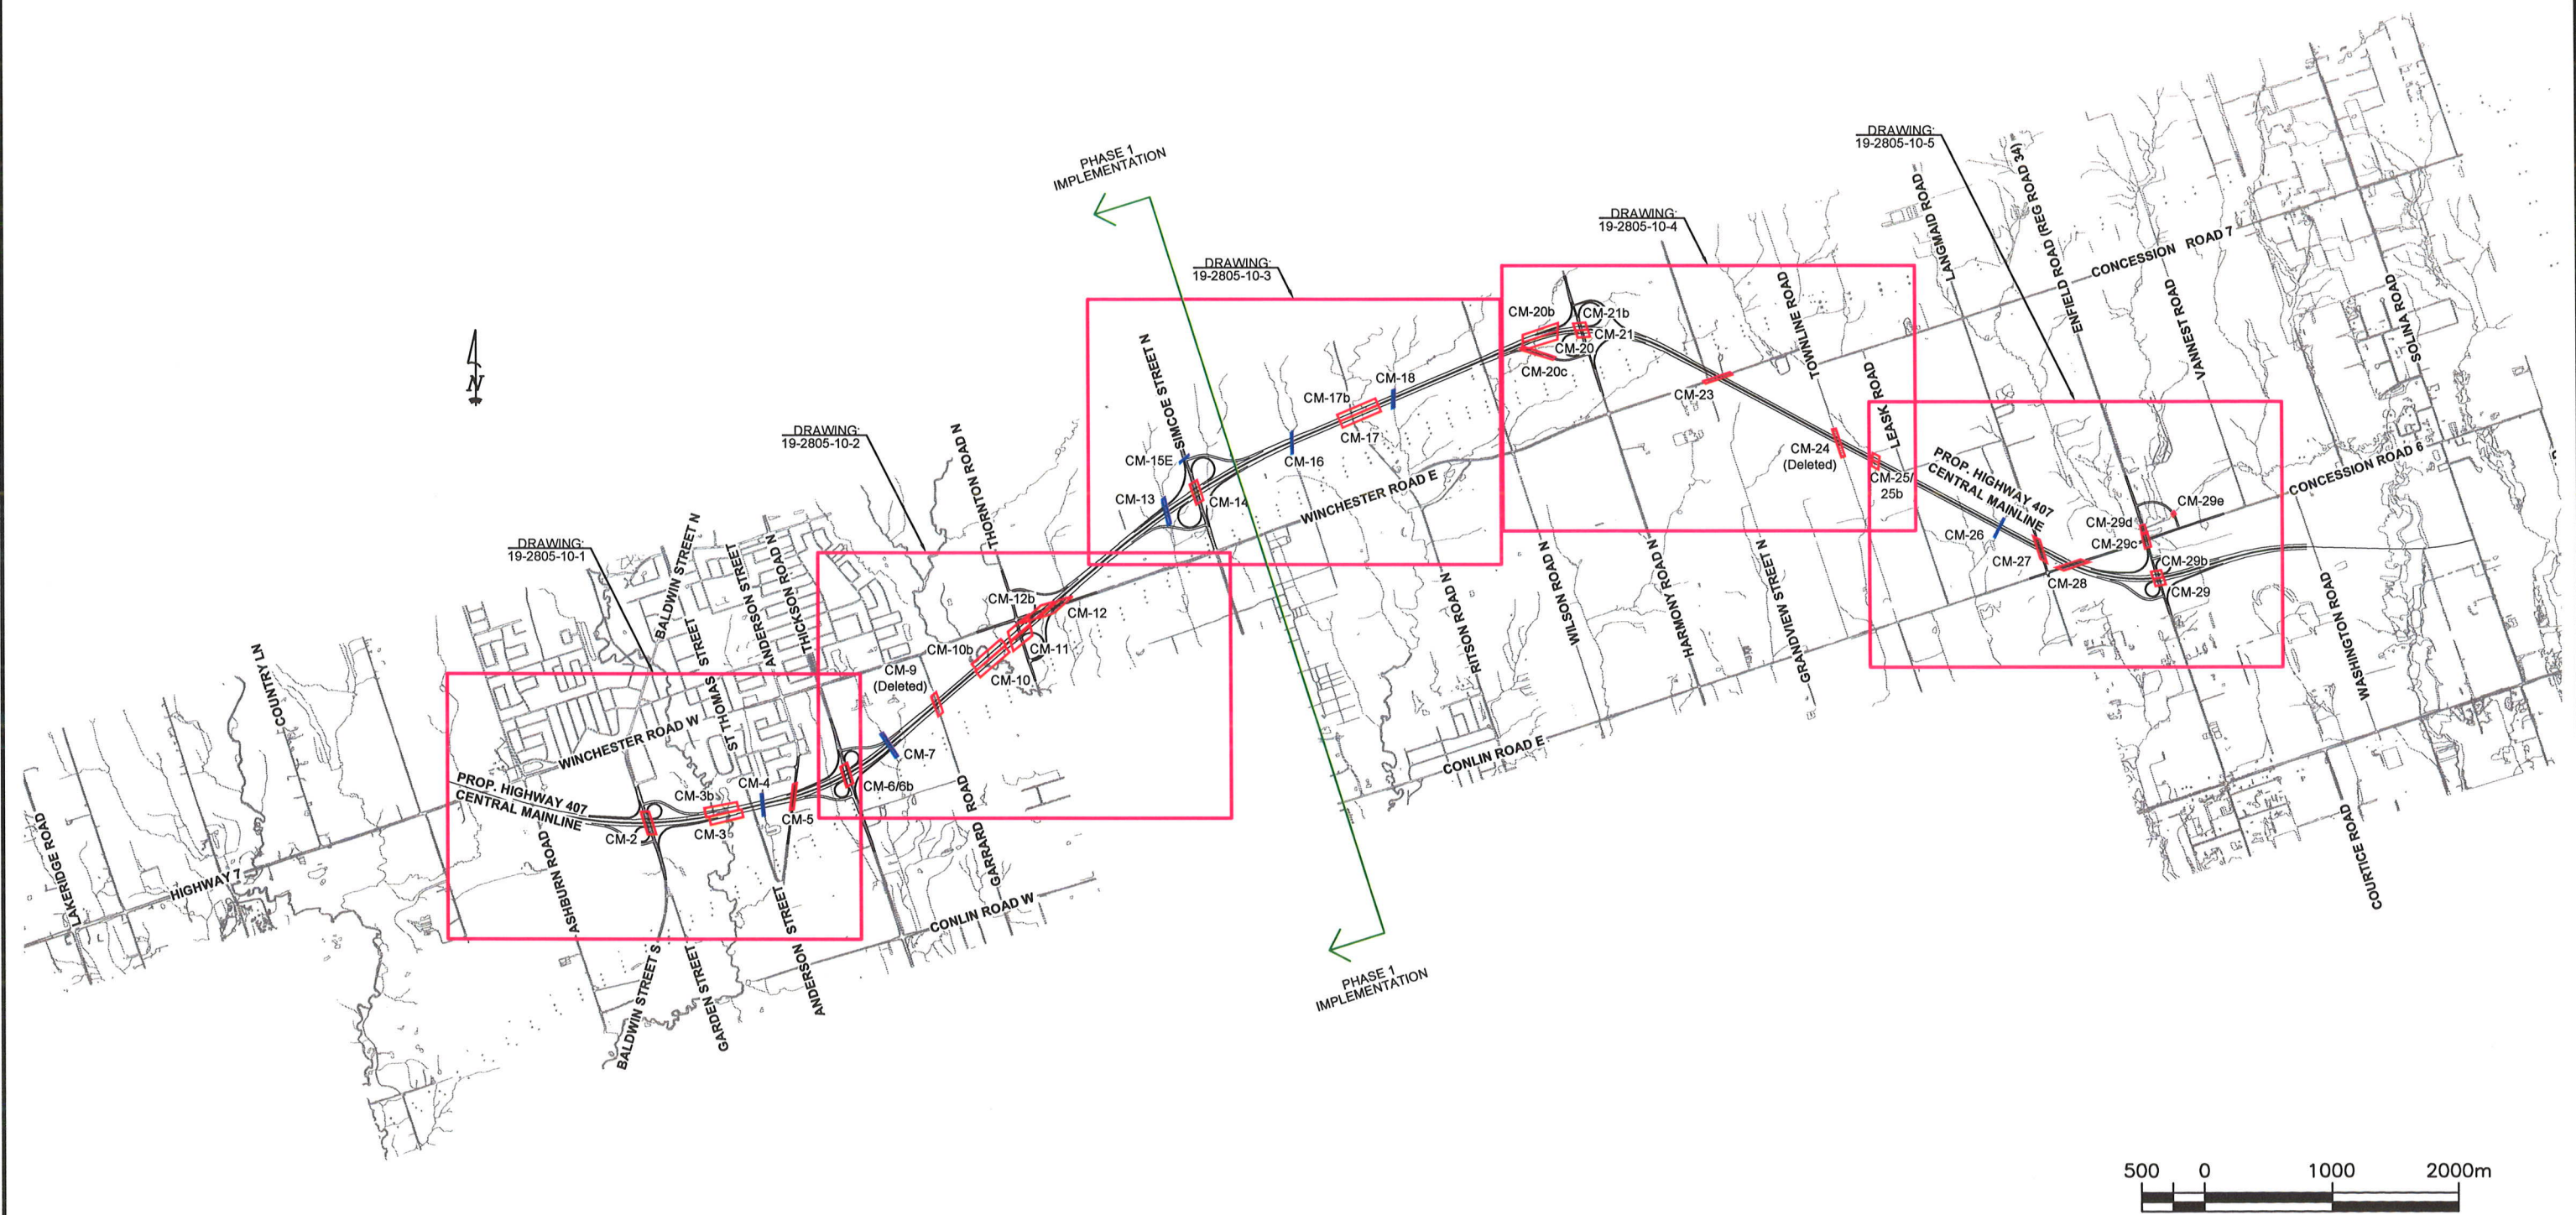 PHASE 1
IMPLEMENTATION
DRAWING:
19-2805-10-5
DRAWING:
19-2805-10-4
DRAWING:
19-2805-10-3
DRAWING:
19-2805-10-2
DRAWING:
19-2805-10-1
N
LAKERIDGE ROAD
HIGHWAY 7
COUNTRY LN
ASHBURN ROAD
WINCHESTER ROAD W
PROP. HIGHWAY 407
CENTRAL MAINLINE
BALDWIN STREET N
BALDWIN STREET S
GARDEN STREET
ST THOMAS STREET
ANDERSON STREET
ANDERSON STREET
THICKSON ROAD N
CM-2
CM-3b
CM-3
CM-4
CM-5
CM-6/6b
CM-7
CM-9
(Deleted)
CM-10b
CM-10
CM-11
CM-12b
CM-12
GARRARD ROAD
CONLIN ROAD W
THORNTON ROAD N
SIMCOE STREET N
CM-15E
CM-13
CM-14
CM-16
CM-17b
CM-17
CM-18
WINCHESTER ROAD E
RITSON ROAD N
CONLIN ROAD E
WILSON ROAD N
HARMONY ROAD N
GRANDVIEW STREET N
TOWNLINE ROAD
CM-20b
CM-21b
CM-21
CM-20
CM-20c
CM-23
CM-24
(Deleted)
CM-25/
25b
LEASK ROAD
LANGMAID ROAD
ENFIELD ROAD (REG ROAD 34)
CONCESSION ROAD 7
VANNEST ROAD
SOLINA ROAD
CONCESSION ROAD 6
PROP. HIGHWAY 407
CENTRAL MAINLINE
CM-26
CM-27
CM-28
CM-29d
CM-29c
CM-29e
CM-29b
CM-29
WASHINGTON ROAD
COURTICE ROAD
PHASE 1
IMPLEMENTATION
500 0 1000 2000m